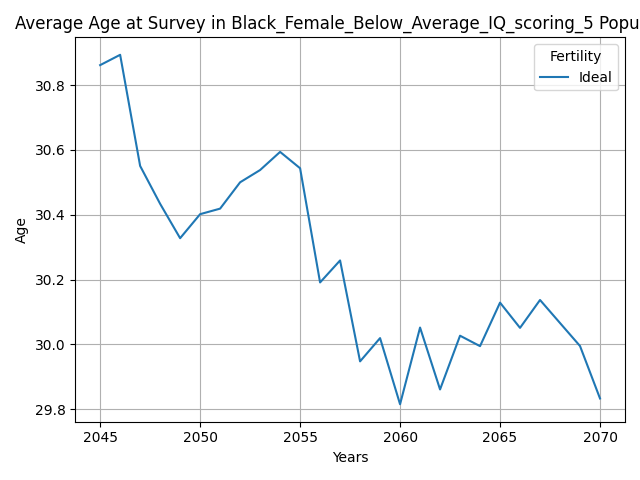 Average Age at Survey in Black_Female_Below_Average_IQ_scoring_5 Popu
Fertility
Ideal
Age
30.8
30.6
30.4
30.2
30.0
29.8
2045 2050 2055 2060 2065 2070
Years